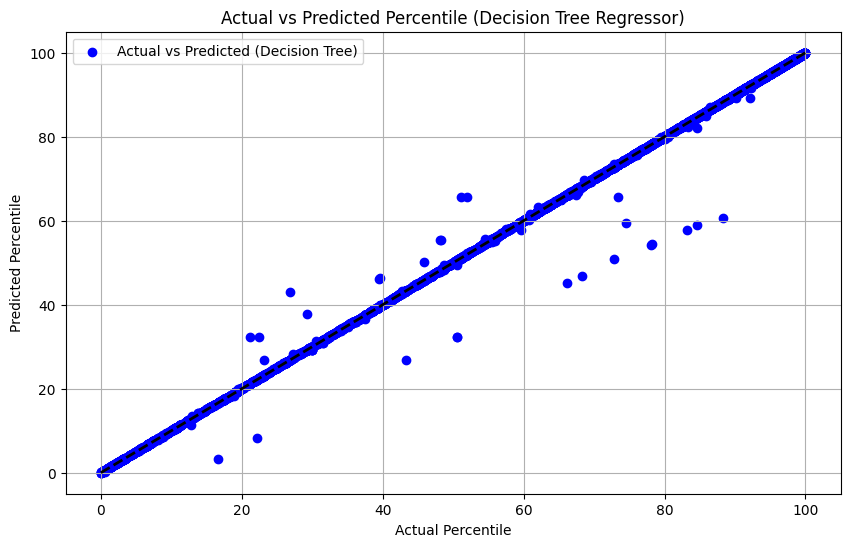 Actual vs Predicted Percentile (Decision Tree Regressor)
Actual vs Predicted (Decision Tree)
Predicted Percentile
100
80
60
40
20
0
0 20 40 60 80 100
Actual Percentile